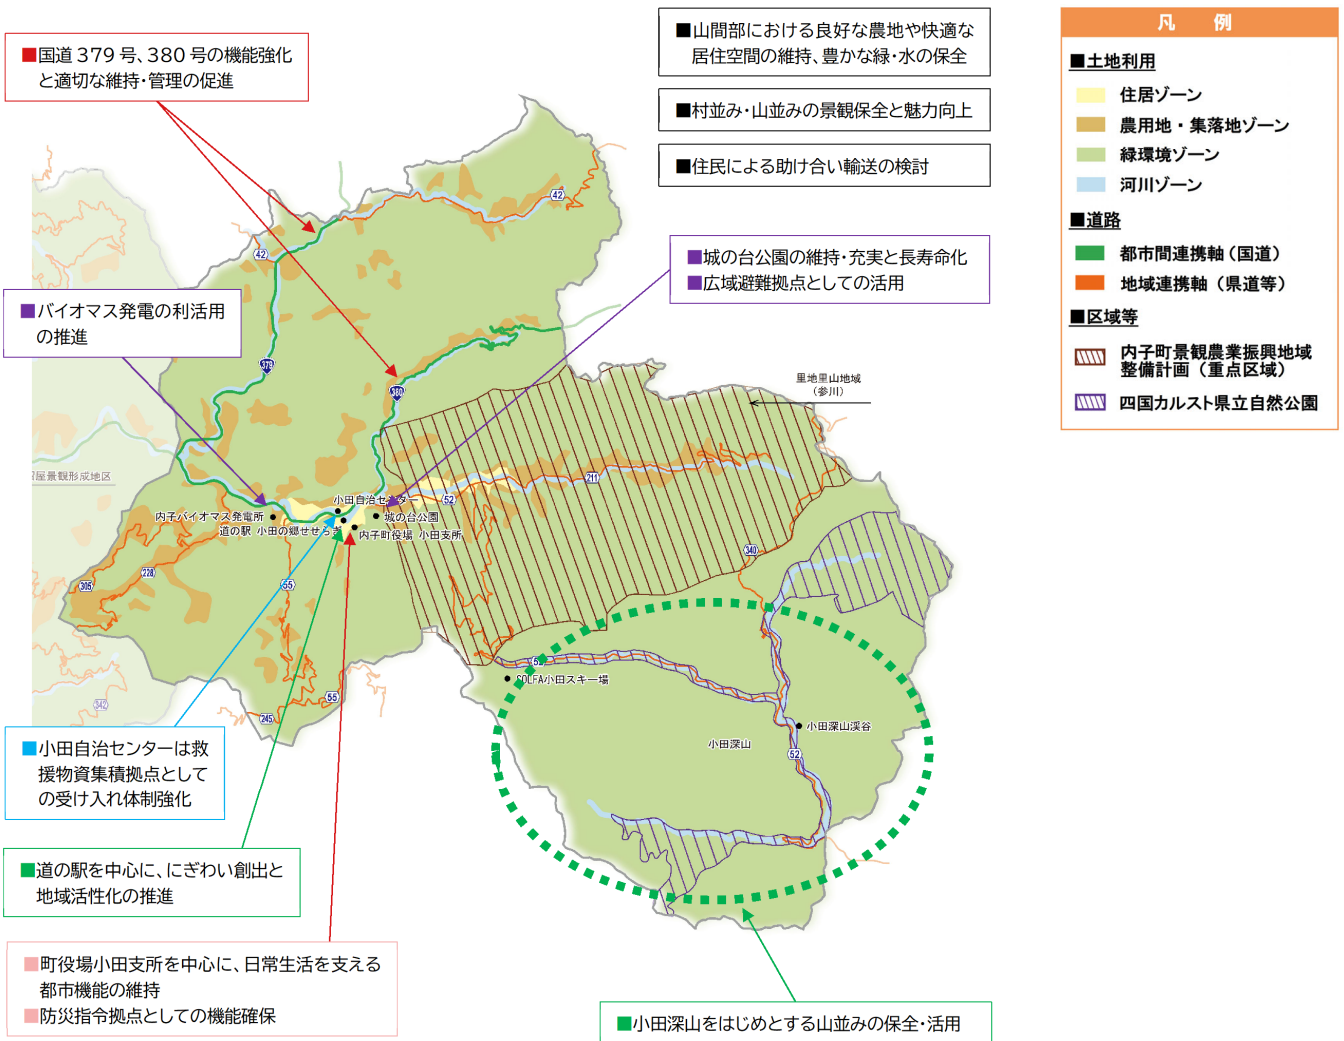 ■国道379号、380号の機能強化
と適切な維持・管理の促進
■山間部における良好な農地や快適な
居住空間の維持、豊かな緑・水の保全
■村並み・山並みの景観保全と魅力向上
■住民による助け合い輸送の検討
■城の台公園の維持・充実と長寿命化
■広域避難拠点としての活用
■バイオマス発電の利活用
の推進
凡 例
■土地利用
住居ゾーン
農用地・集落地ゾーン
緑環境ゾーン
河川ゾーン
■道路
都市間連携軸（国道）
地域連携軸（県道等）
■区域等
内子町景観農業振興地域
整備計画（重点区域）
四国カルスト県立自然公園
42
42
379
380
里地里山地域
（参川）
屋景観形成地区
211
52
小田自治センター
内子バイオマス発電所
城の台公園
道の駅 小田の郷せせらぎ
内子町役場 小田支所
340
305
228
55
52
SOLFA小田スキー場
55
245
342
小田深山渓谷
小田深山
52
■小田自治センターは救
援物資集積拠点として
の受け入れ体制強化
■道の駅を中心に、にぎわい創出と
地域活性化の推進
■町役場小田支所を中心に、日常生活を支える
都市機能の維持
■防災指令拠点としての機能確保
■小田深山をはじめとする山並みの保全・活用